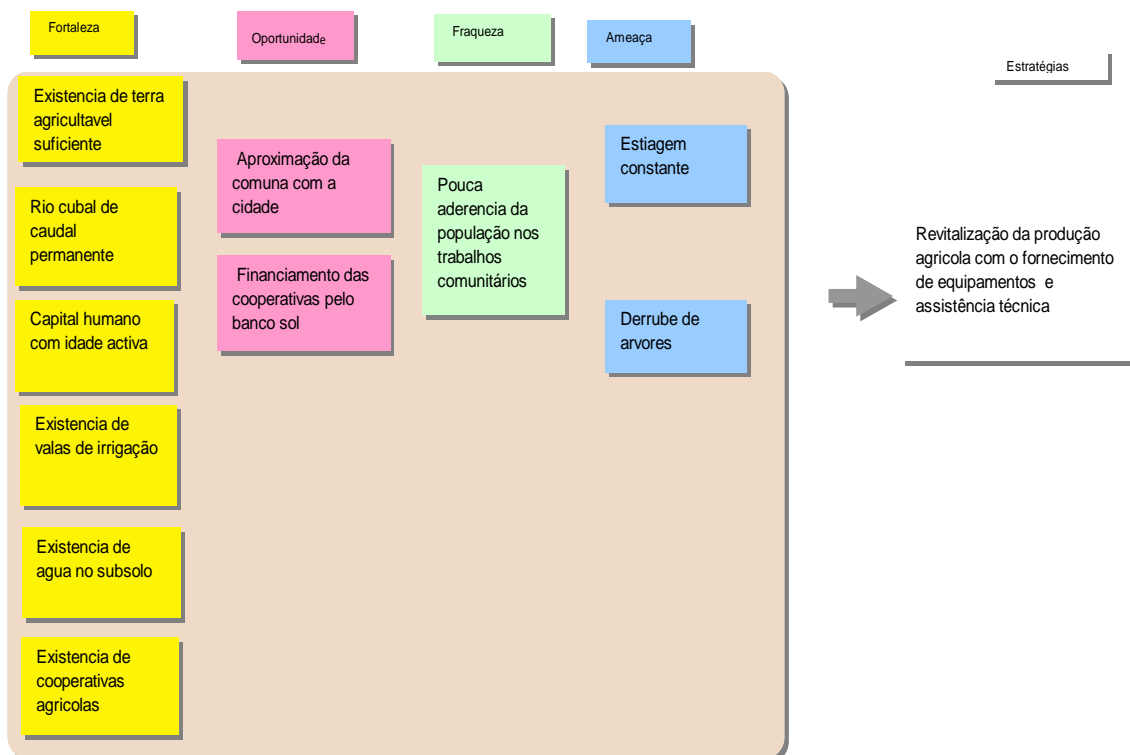 Fortaleza
Oportunidade
Fraqueza
Ameaça
Estratégias
Existencia de terra
agricultavel
suficiente
Rio cubal de
caudal
permanente
Capital humano
com idade activa
Existencia de
valas de irrigação
Existencia de
agua no subsolo
Existencia de
cooperativas
agricolas
Aproximação da
comuna com a
cidade
Financiamento das
cooperativas pelo
banco sol
Pouca
aderencia da
população nos
trabalhos
comunitários
Estiagem
constante
Derrube de
arvores
Revitalização da produção
agricola com o fornecimento
de equipamentos e
assistência técnica